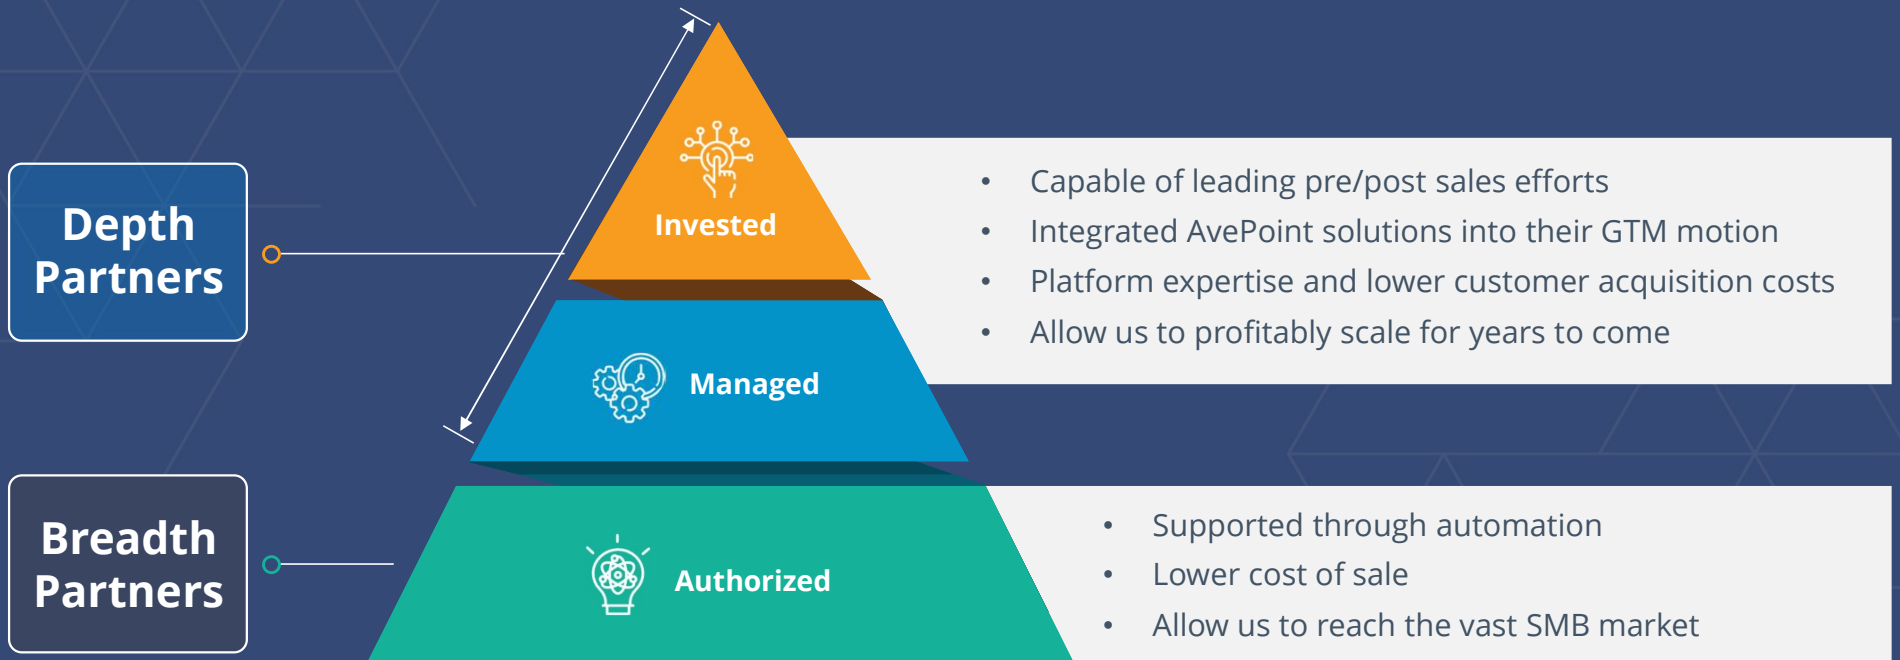 Depth
Partners
Invested
• Capable of leading pre/post sales efforts
• Integrated AvePoint solutions into their GTM motion
• Platform expertise and lower customer acquisition costs
• Allow us to profitably scale for years to come
Managed
Breadth
Partners
Authorized
• Supported through automation
• Lower cost of sale
• Allow us to reach the vast SMB market